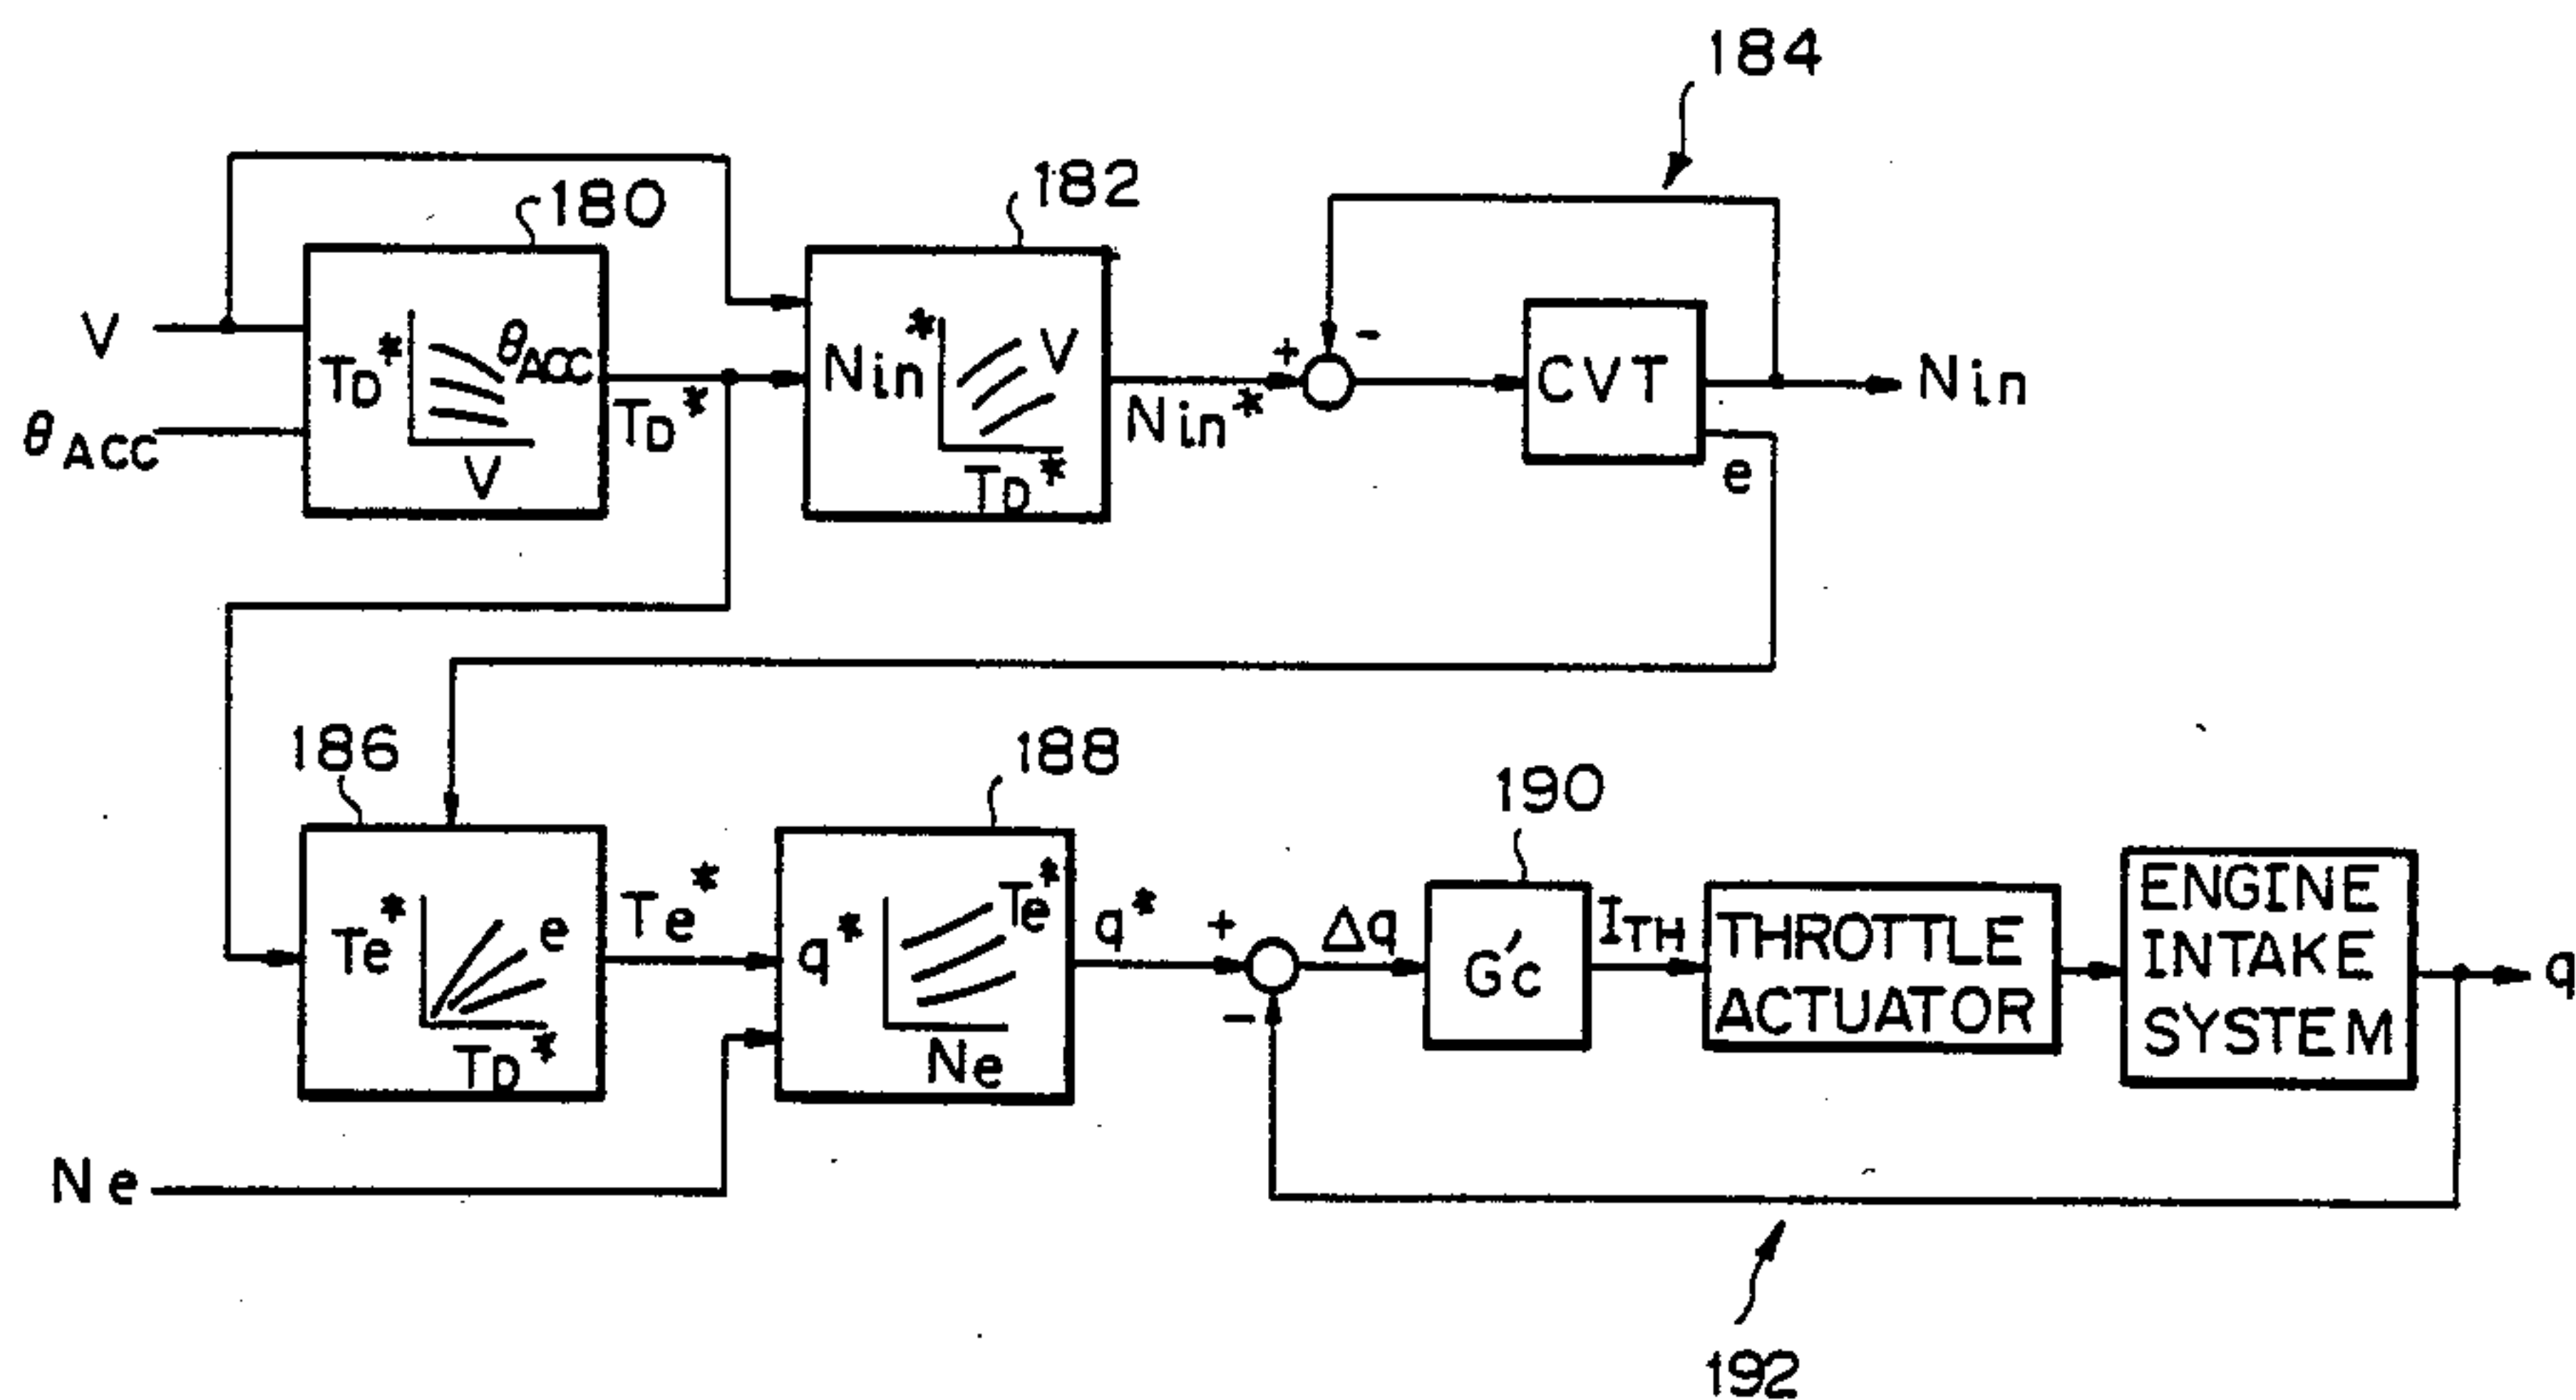 184
180
182
V
θACC
TD*
θACC
V
TD*
Nin*
V
TD*
Nin*
+
-
CVT
Nin
e
186
188
190
Te*
e
TD*
Te*
q*
Te*
Ne
q*
+
-
Δq
G'c
ITH
THROTTLE
ACTUATOR
ENGINE
INTAKE
SYSTEM
q
Ne
192